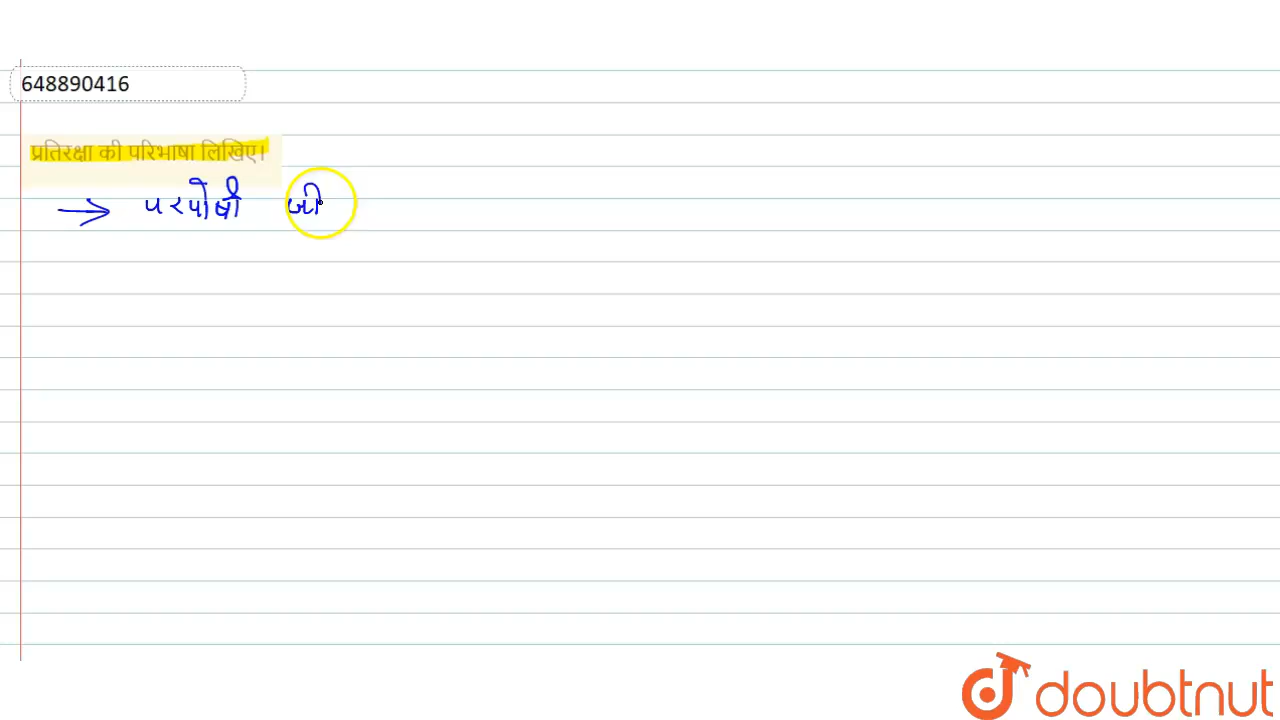 648890416
प्रतिरक्षा की परिभाषा लिखिए।
→ परपोषी जी
doubtnut